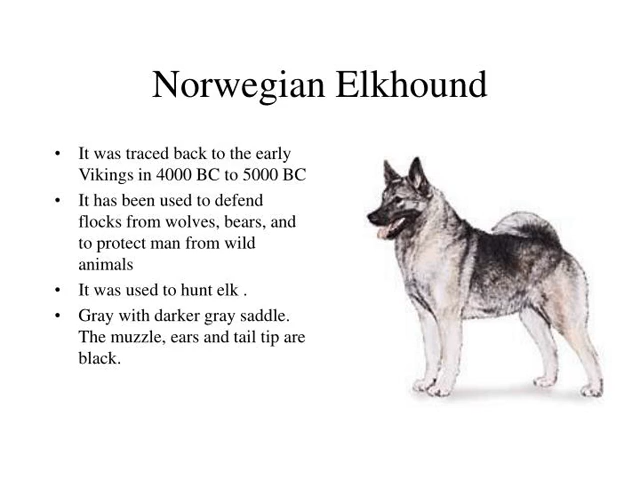 Norwegian Elkhound
• It was traced back to the early
Vikings in 4000 BC to 5000 BC
• It has been used to defend
flocks from wolves, bears, and
to protect man from wild
animals
• It was used to hunt elk .
• Gray with darker gray saddle.
The muzzle, ears and tail tip are
black.